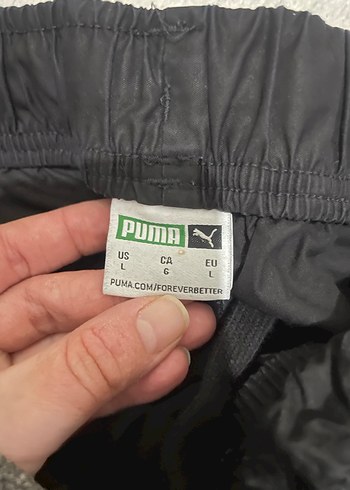 PUMA
US CA EU
L G L
PUMA.COM/FOREVERBETTER